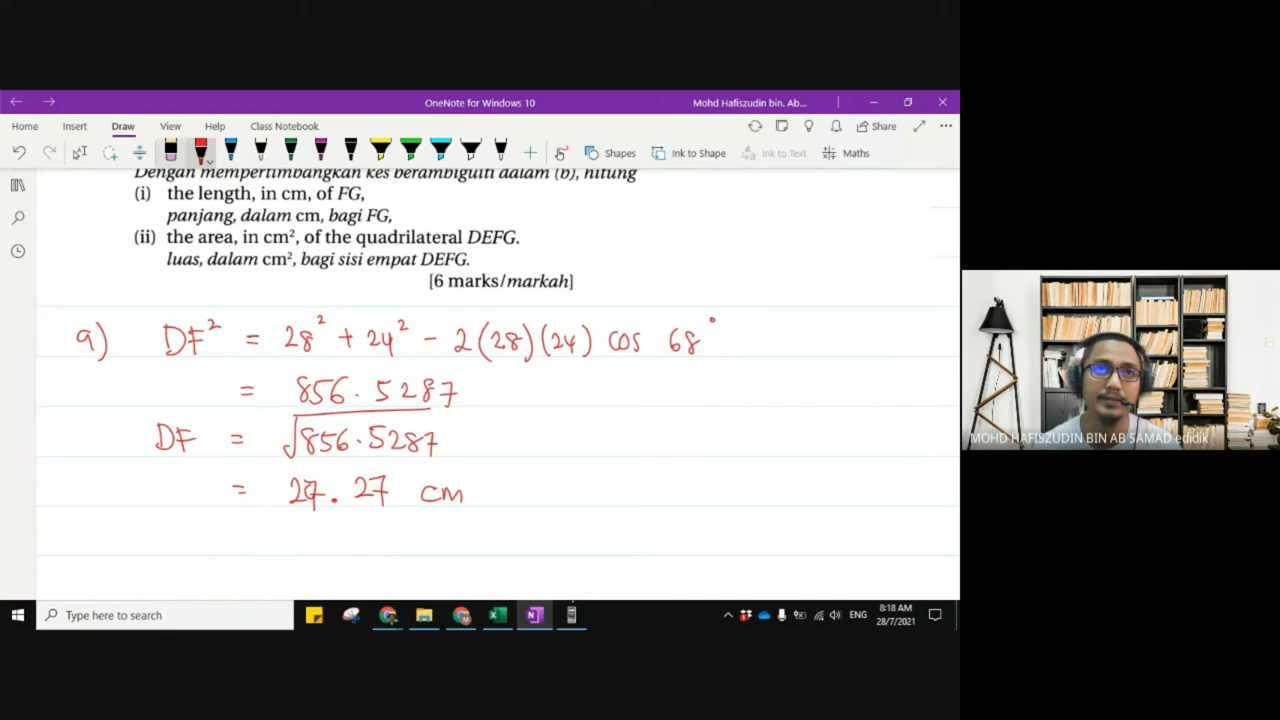 OneNote for Windows 10
Mohd Hafiszudin bin. Ab...
Home Insert Draw View Help Class Notebook
Share
Shapes
Ink to Shape
Ink to Text
Maths
Dengan mempertimbangkan kes berambiguiti dalam (b), hitung
(i) the length, in cm, of FG,
panjang, dalam cm, bagi FG,
(ii) the area, in cm², of the quadrilateral DEFG.
luas, dalam cm², bagi sisi empat DEFG.
[6 marks/markah]
a) DF² = 28² + 24² - 2(28)(24) cos 68°
= 856.5287
DF = √856.5287
= 29.27 cm
MOHD HAFISZUDIN BIN AB SAMAD edidik
Type here to search
ENG
8:18 AM
28/7/2021